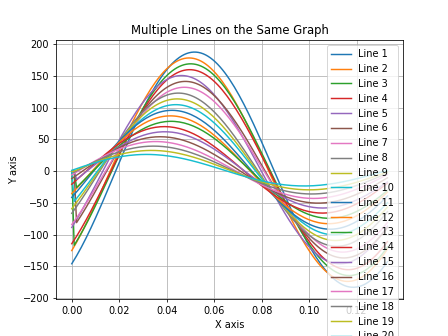 Multiple Lines on the Same Graph
200
150
100
50
0
−50
−100
−150
−200
Y axis
0.00
0.02
0.04
0.06
0.08
0.10
X axis
Line 1
Line 2
Line 3
Line 4
Line 5
Line 6
Line 7
Line 8
Line 9
Line 10
Line 11
Line 12
Line 13
Line 14
Line 15
Line 16
Line 17
Line 18
Line 19
Line 20